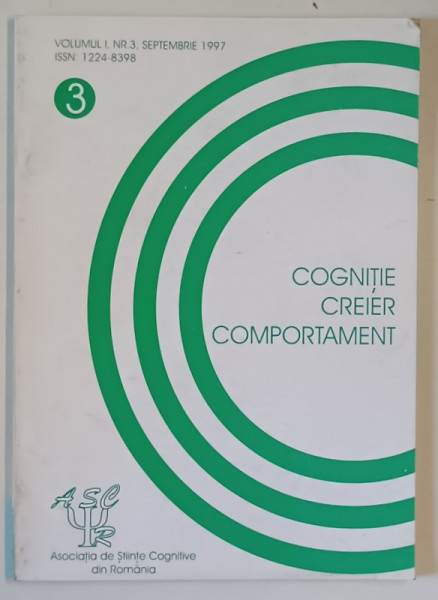 VOLUMUL I, NR.3, SEPTEMBRIE 1997
ISSN: 1224-8398
3
COGNIȚIE
CREIER
COMPORTAMENT
ASC
R
Asociația de Științe Cognitive
din România